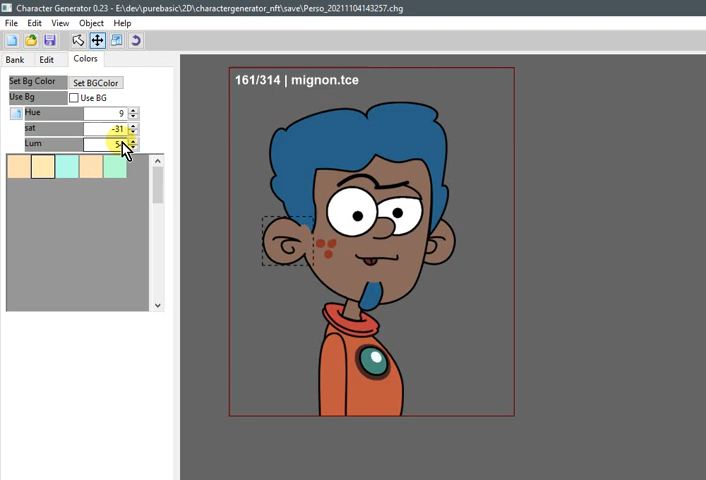 Character Generator 0.23 - E:\dev\purebasic\2D\charactergenerator_nft\save\Perso_20211104143257.chg
File Edit View Object Help
Bank Edit Colors
Set Bg Color Set BGColor
Use Bg Use BG
Hue 9
sat -31
Lum
161/314 | mignon.tce